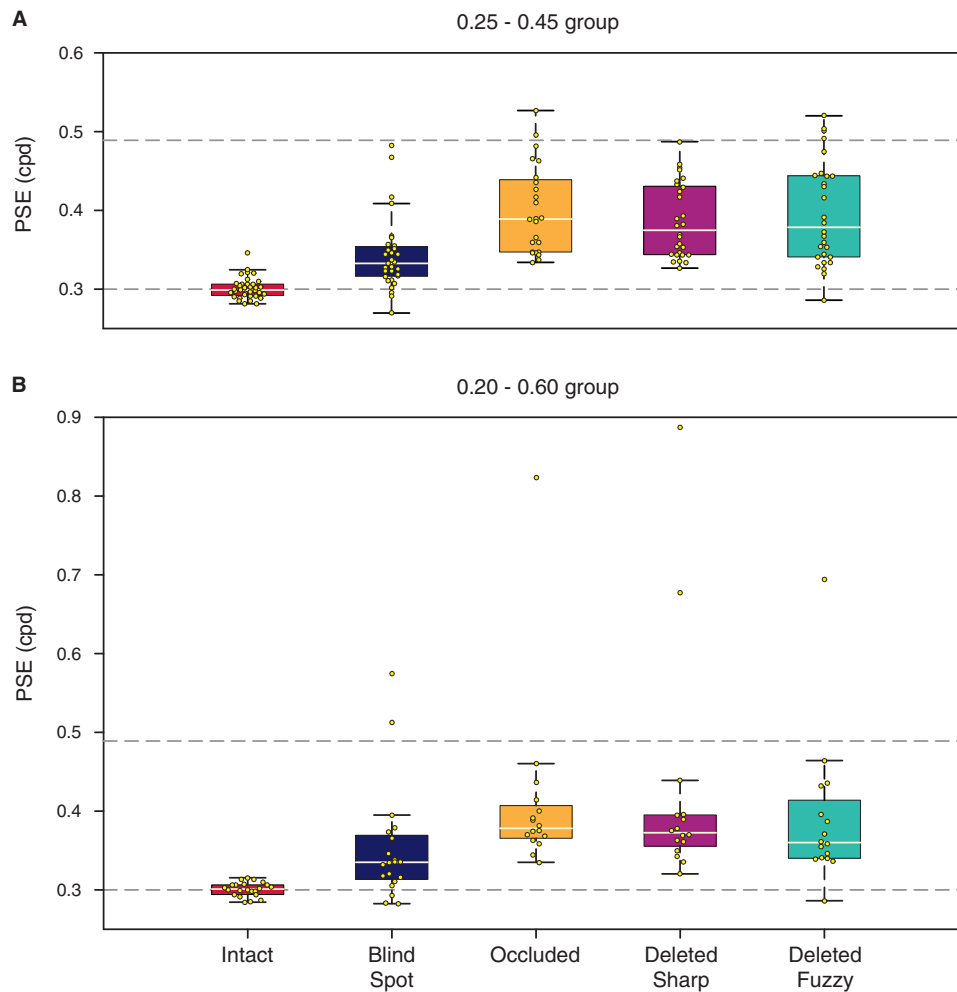 A
0.25 - 0.45 group
0.6
0.5
0.4
0.3
PSE (cpd)
B
0.20 - 0.60 group
0.9
0.8
0.7
0.6
0.5
0.4
0.3
PSE (cpd)
Intact
Blind
Spot
Occluded
Deleted
Sharp
Deleted
Fuzzy